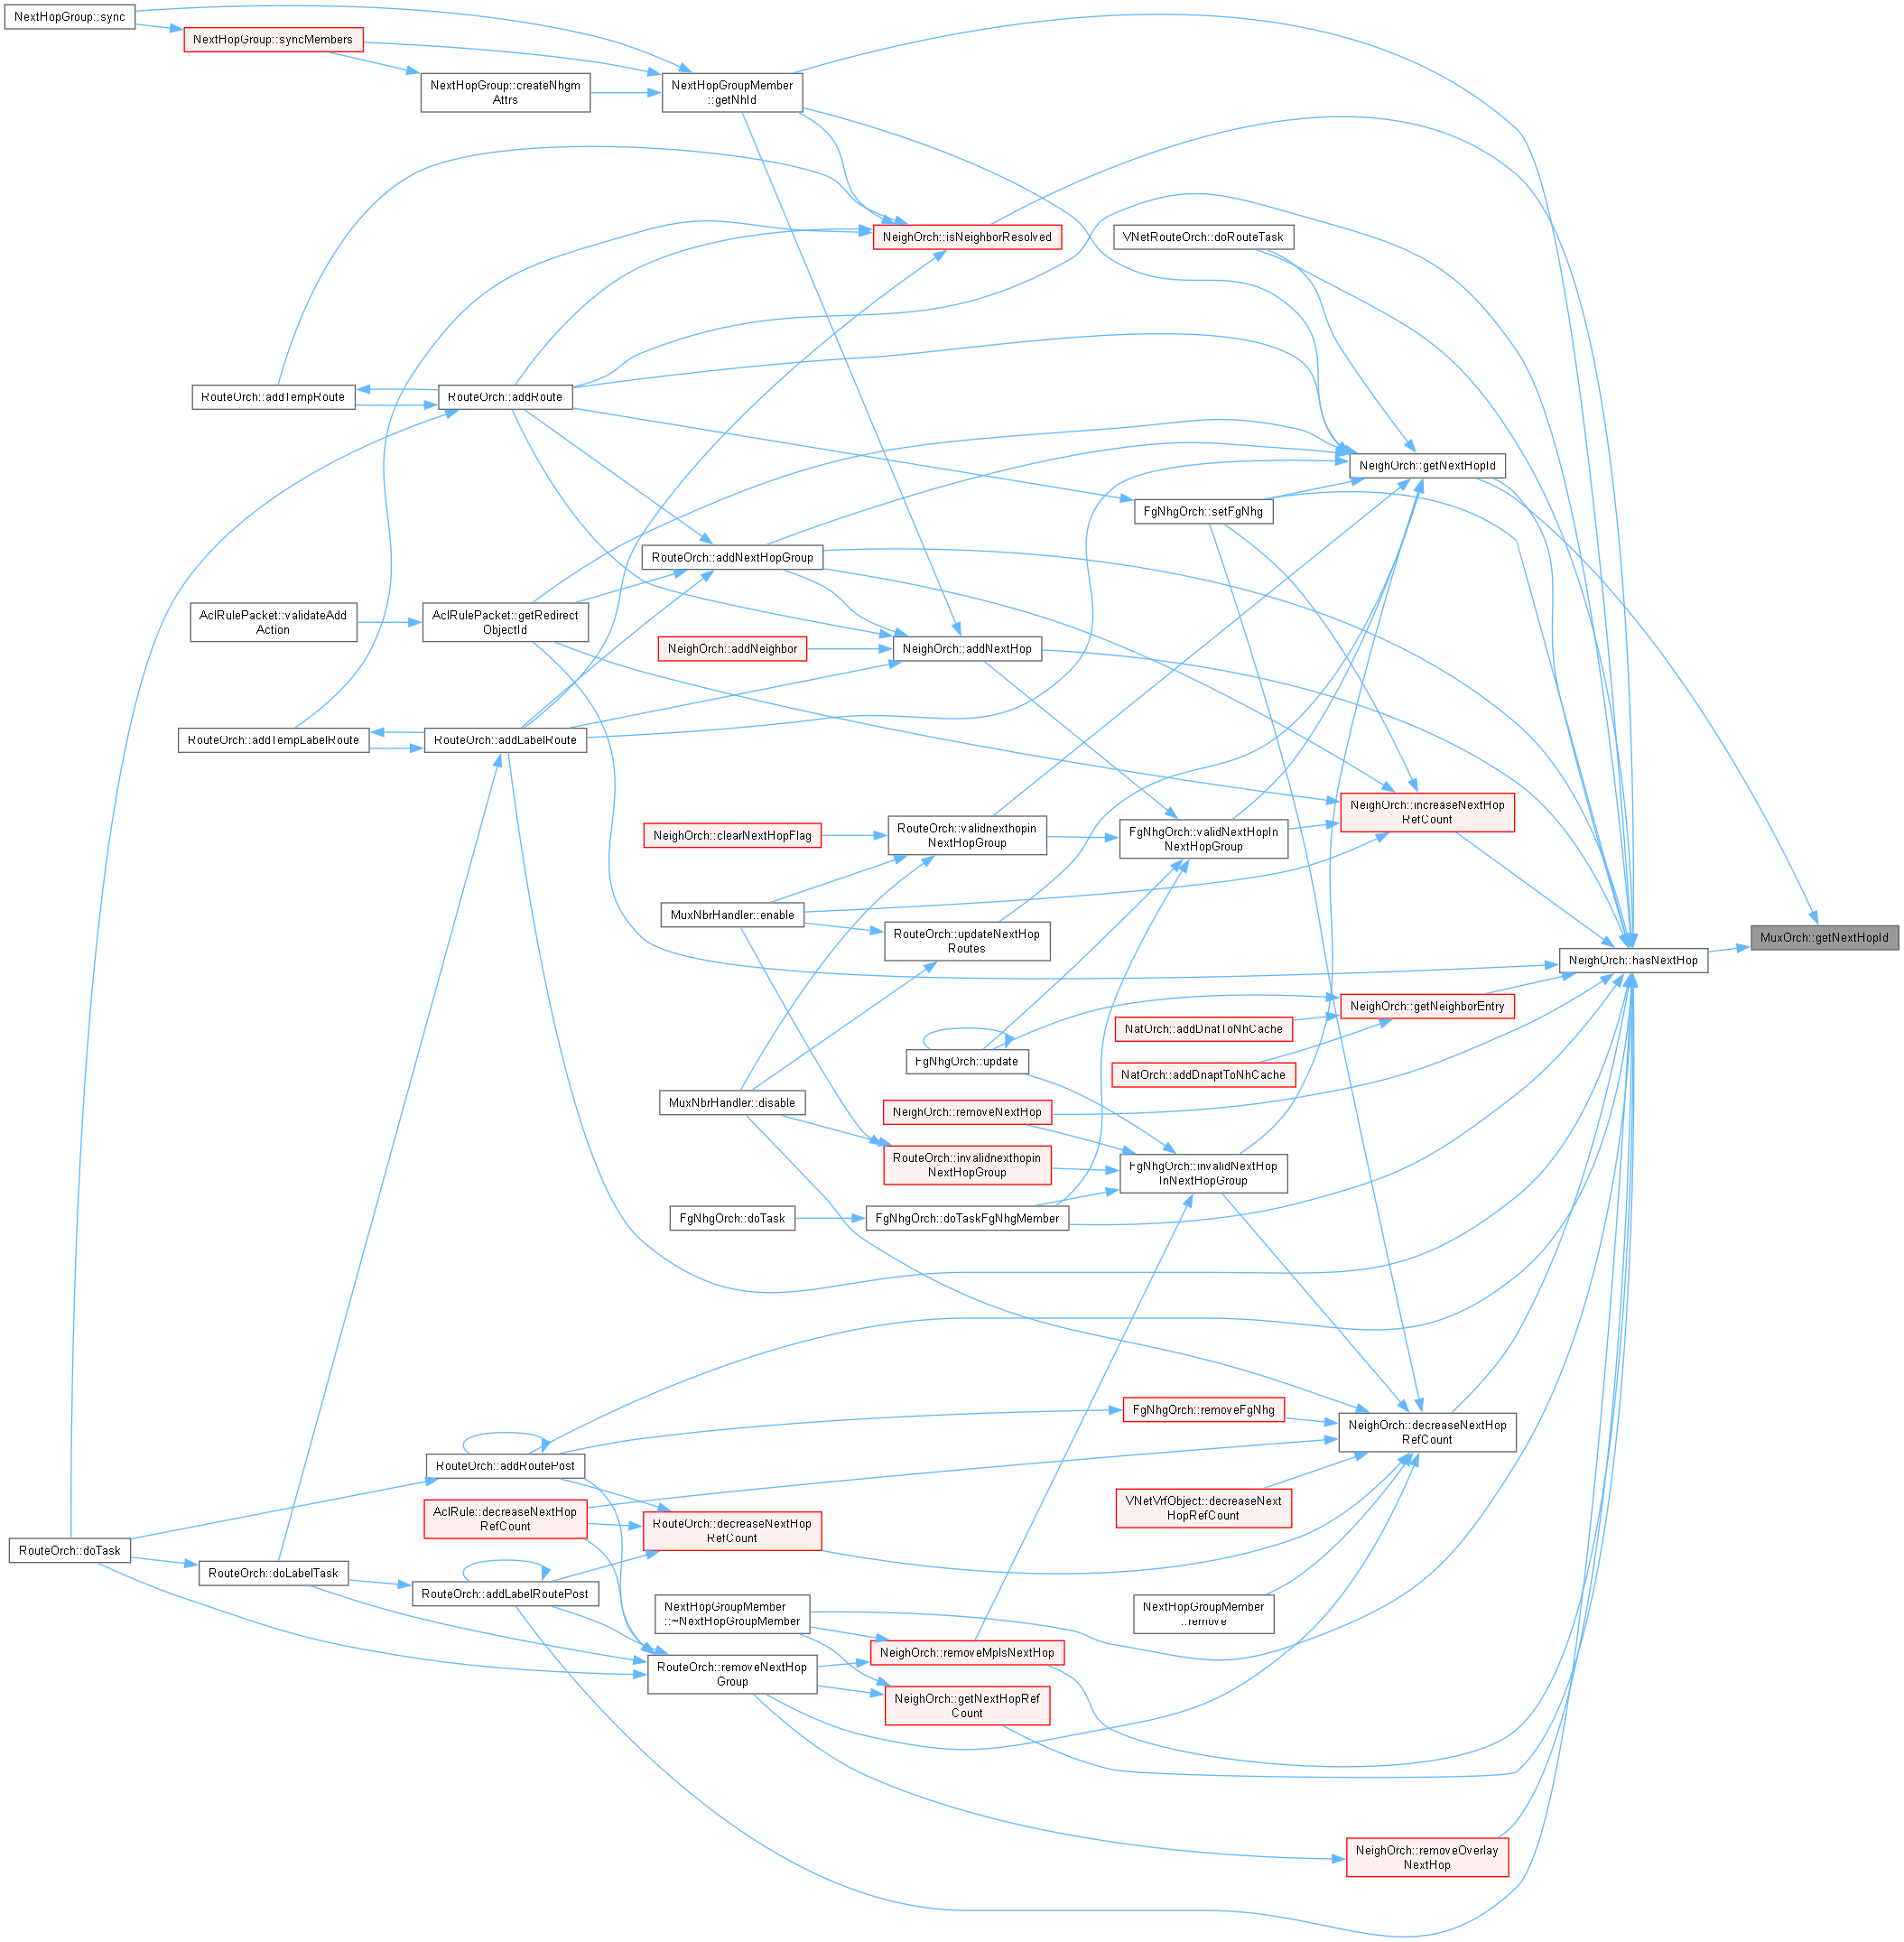 NextHopGroup::sync
NextHopGroup::syncMembers
NextHopGroup::createNhgm
Attrs
NextHopGroupMember
::getNhId
NeighOrch::isNeighborResolved
VNetRouteOrch::doRouteTask
RouteOrch::addTempRoute
RouteOrch::addRoute
NeighOrch::getNextHopId
FgNhgOrch::setFgNhg
RouteOrch::addNextHopGroup
AclRulePacket::validateAdd
Action
AclRulePacket::getRedirect
ObjectId
NeighOrch::addNeighbor
NeighOrch::addNextHop
RouteOrch::addTempLabelRoute
RouteOrch::addLabelRoute
NeighOrch::increaseNextHop
RefCount
NeighOrch::clearNextHopFlag
RouteOrch::validnexthopin
NextHopGroup
FgNhgOrch::validNextHopIn
NextHopGroup
MuxNbrHandler::enable
RouteOrch::updateNextHop
Routes
MuxOrch::getNextHopId
NeighOrch::hasNextHop
NeighOrch::getNeighborEntry
NatOrch::addDnatToNhCache
FgNhgOrch::update
NatOrch::addDnaptToNhCache
MuxNbrHandler::disable
NeighOrch::removeNextHop
RouteOrch::invalidnexthopin
NextHopGroup
FgNhgOrch::invalidNextHop
InNextHopGroup
FgNhgOrch::doTask
FgNhgOrch::doTaskFgNhgMember
FgNhgOrch::removeFgNhg
NeighOrch::decreaseNextHop
RefCount
RouteOrch::addRoutePost
VNetVrfObject::decreaseNext
HopRefCount
AclRule::decreaseNextHop
RefCount
RouteOrch::decreaseNextHop
RefCount
RouteOrch::doTask
RouteOrch::doLabelTask
RouteOrch::addLabelRoutePost
NextHopGroupMember
::~NextHopGroupMember
NextHopGroupMember
::remove
NeighOrch::removeMplsNextHop
RouteOrch::removeNextHop
Group
NeighOrch::getNextHopRef
Count
NeighOrch::removeOverlay
NextHop